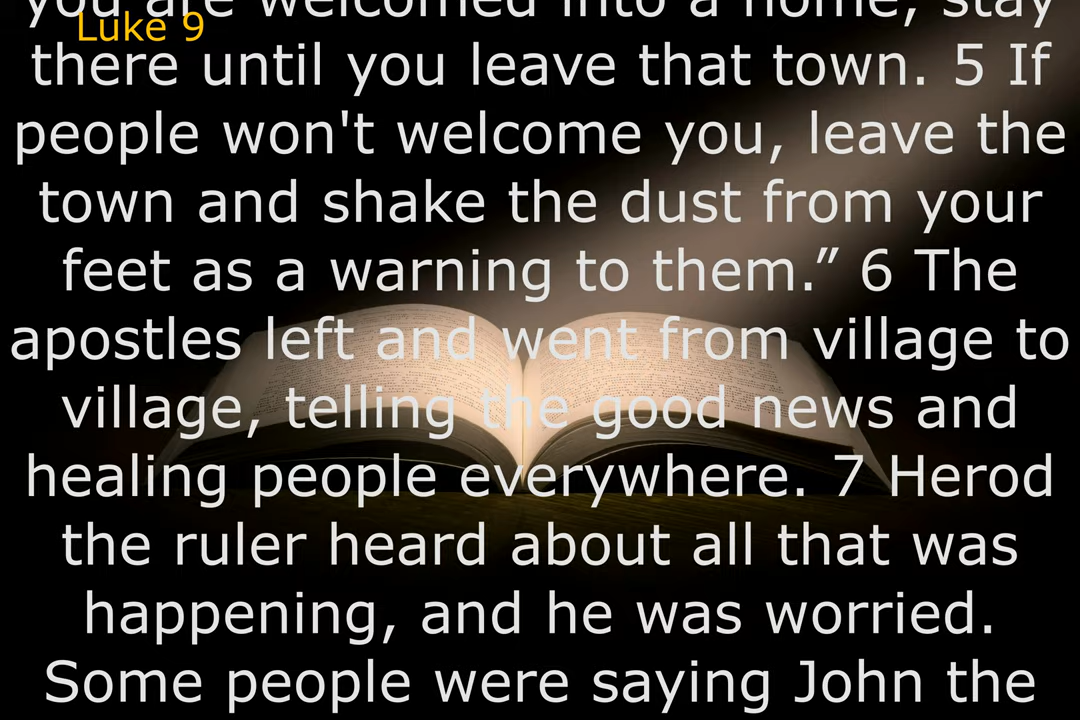 you are welcomed into a home, stay
Luke 9
there until you leave that town. 5 If
people won't welcome you, leave the
town and shake the dust from your
feet as a warning to them.” 6 The
apostles left and went from village to
village, telling the good news and
healing people everywhere. 7 Herod
the ruler heard about all that was
happening, and he was worried.
Some people were saying John the